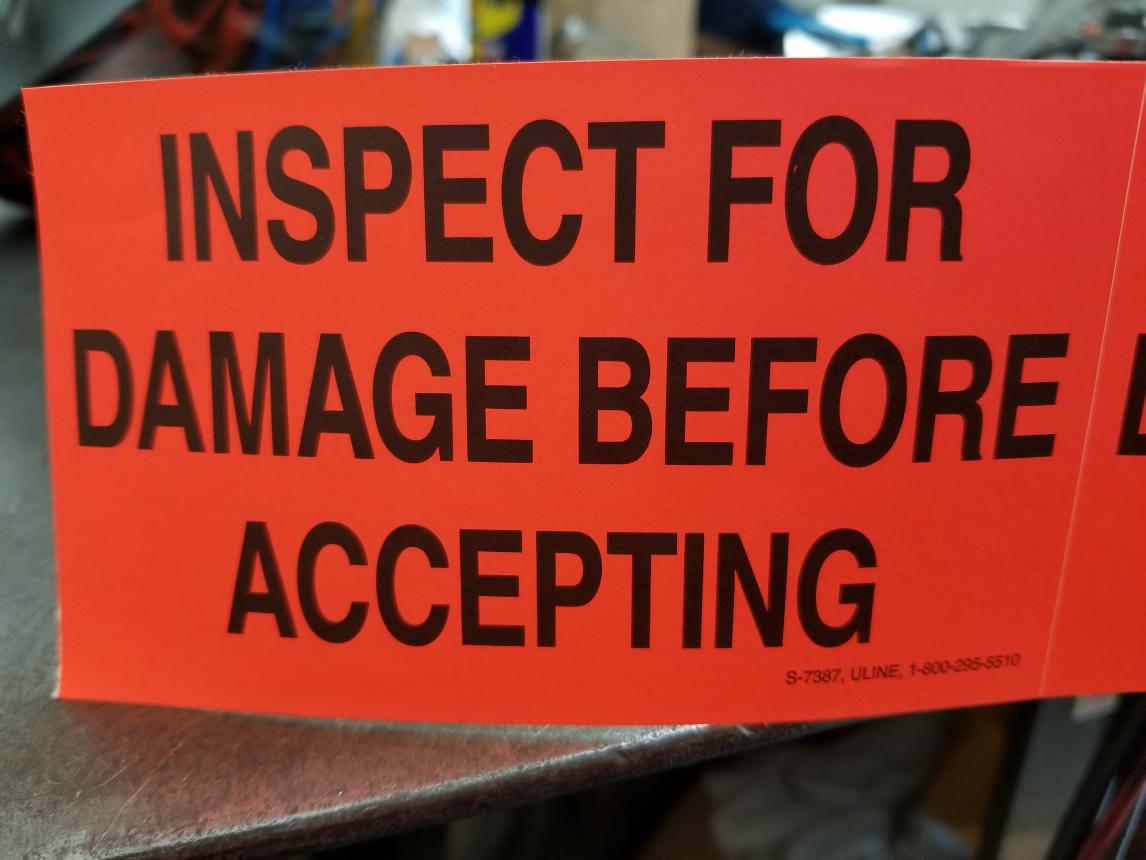 INSPECT FOR
DAMAGE BEFORE
ACCEPTING
S-7387, ULINE, 1-800-295-5510